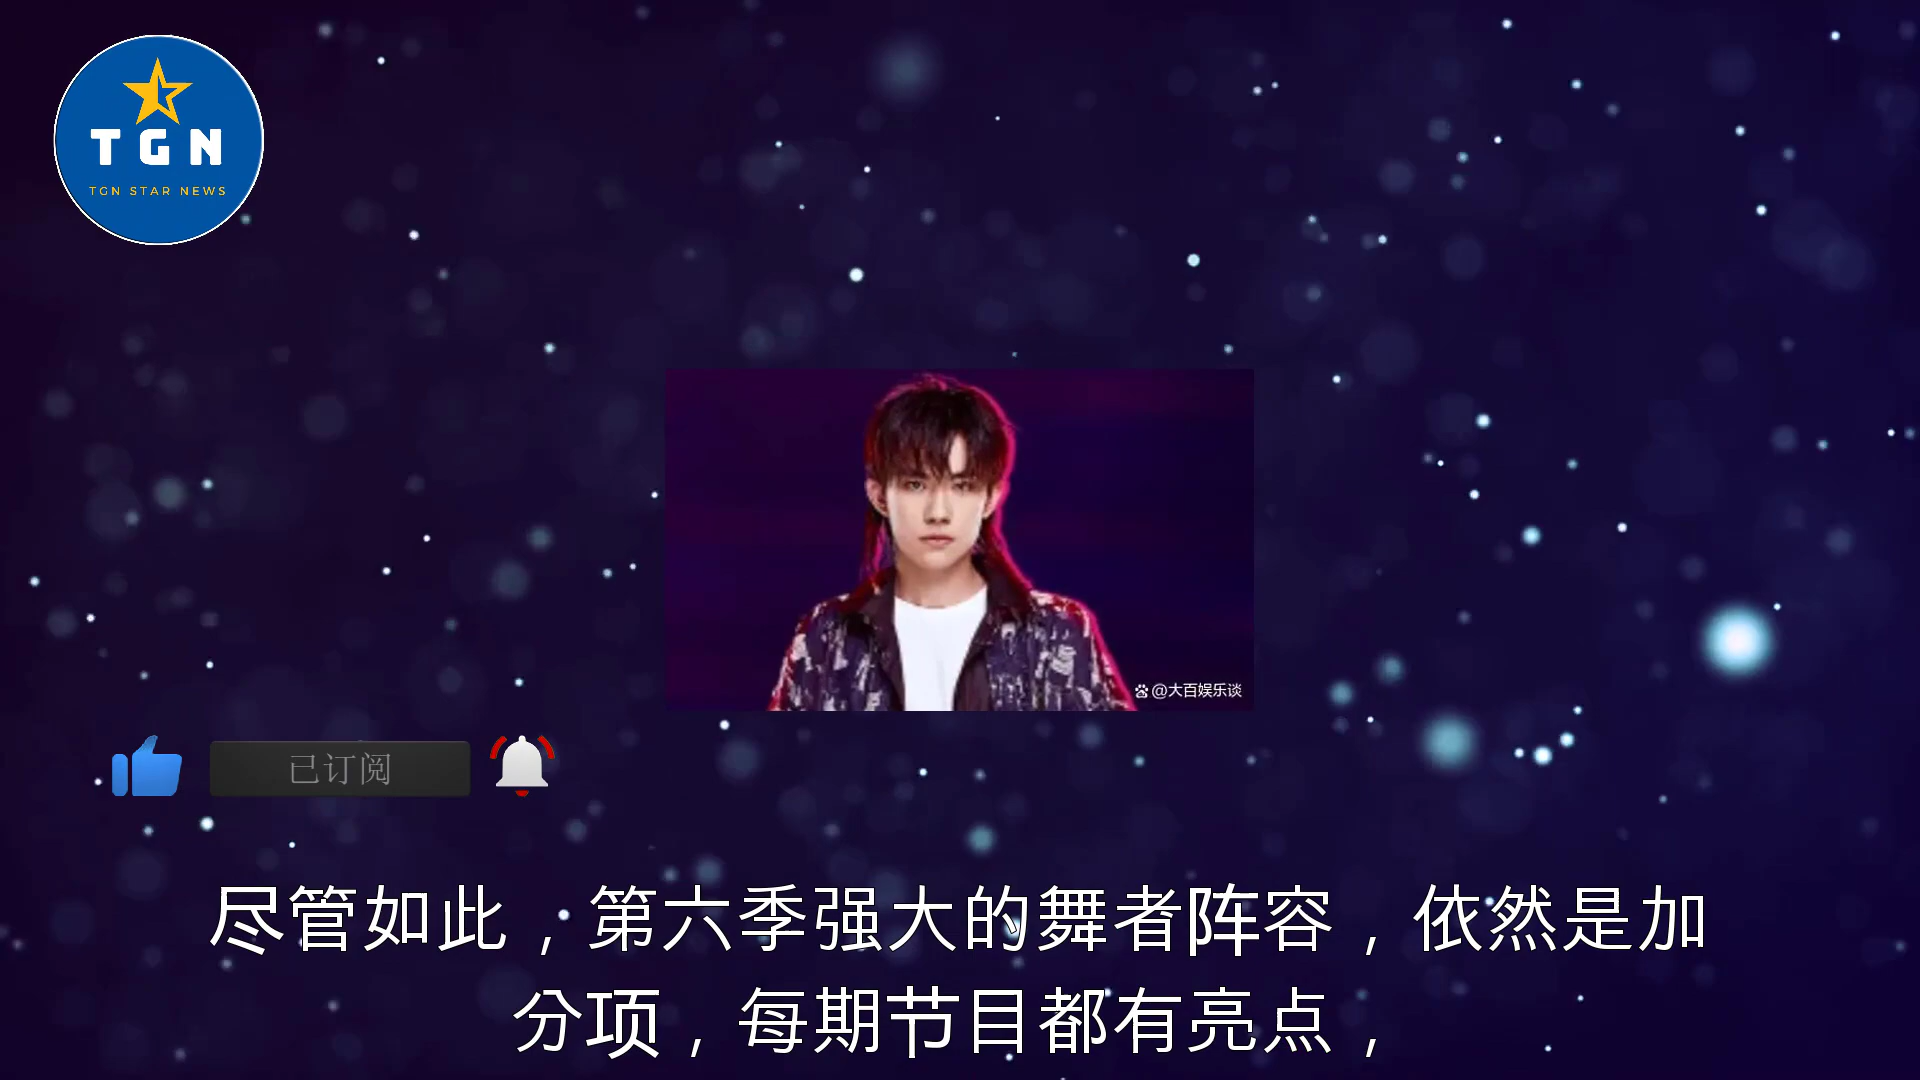 TGN
TGN STAR NEWS
@大百娱乐谈
已订阅
尽管如此，第六季强大的舞者阵容，依然是加
分项，每期节目都有亮点，